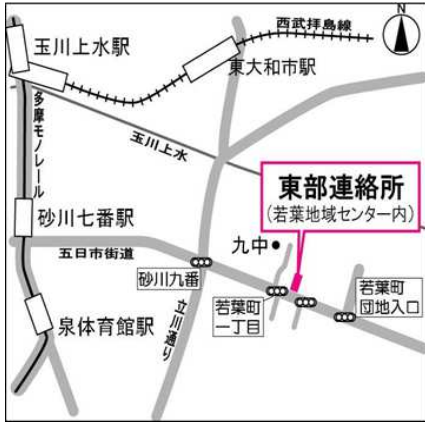 西武拝島線
玉川上水駅
東大和市駅
多摩モノレール
玉川上水
東部連絡所
(若葉地域センター内)
砂川七番駅
五日市街道
九中
砂川九番
若葉町
一丁目
若葉町
団地入口
立川通り
泉体育館駅